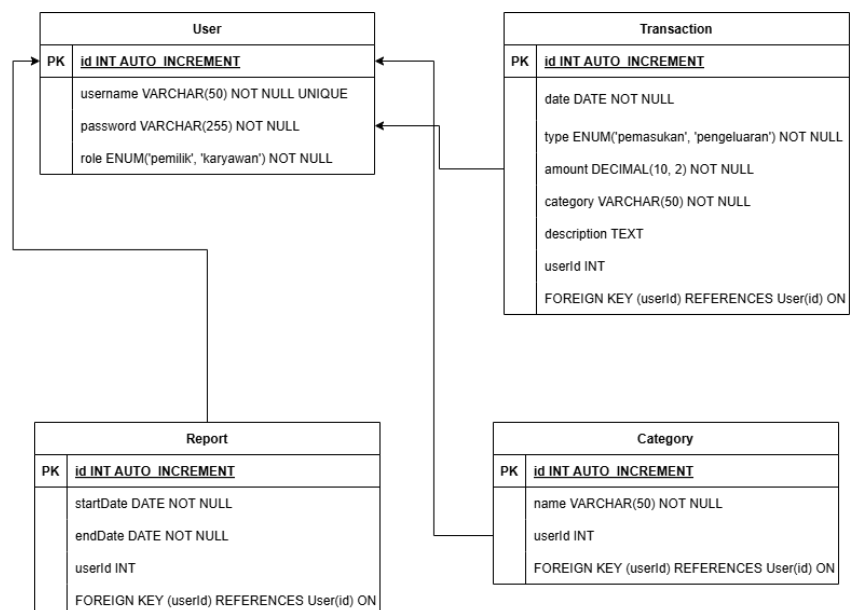 User
PK id INT AUTO_INCREMENT
username VARCHAR(50) NOT NULL UNIQUE
password VARCHAR(255) NOT NULL
role ENUM('pemilik', 'karyawan') NOT NULL
Transaction
PK id INT AUTO_INCREMENT
date DATE NOT NULL
type ENUM('pemasukan', 'pengeluaran') NOT NULL
amount DECIMAL(10, 2) NOT NULL
category VARCHAR(50) NOT NULL
description TEXT
userId INT
FOREIGN KEY (userId) REFERENCES User(id) ON
Report
PK id INT AUTO_INCREMENT
startDate DATE NOT NULL
endDate DATE NOT NULL
userId INT
FOREIGN KEY (userId) REFERENCES User(id) ON
Category
PK id INT AUTO_INCREMENT
name VARCHAR(50) NOT NULL
userId INT
FOREIGN KEY (userId) REFERENCES User(id) ON